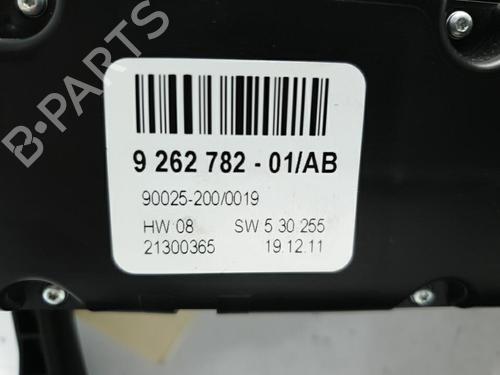 B-PARTS
9 262 782 - 01/AB
90025-200/0019
HW 08 SW 5 30 255
21300365 19.12.11